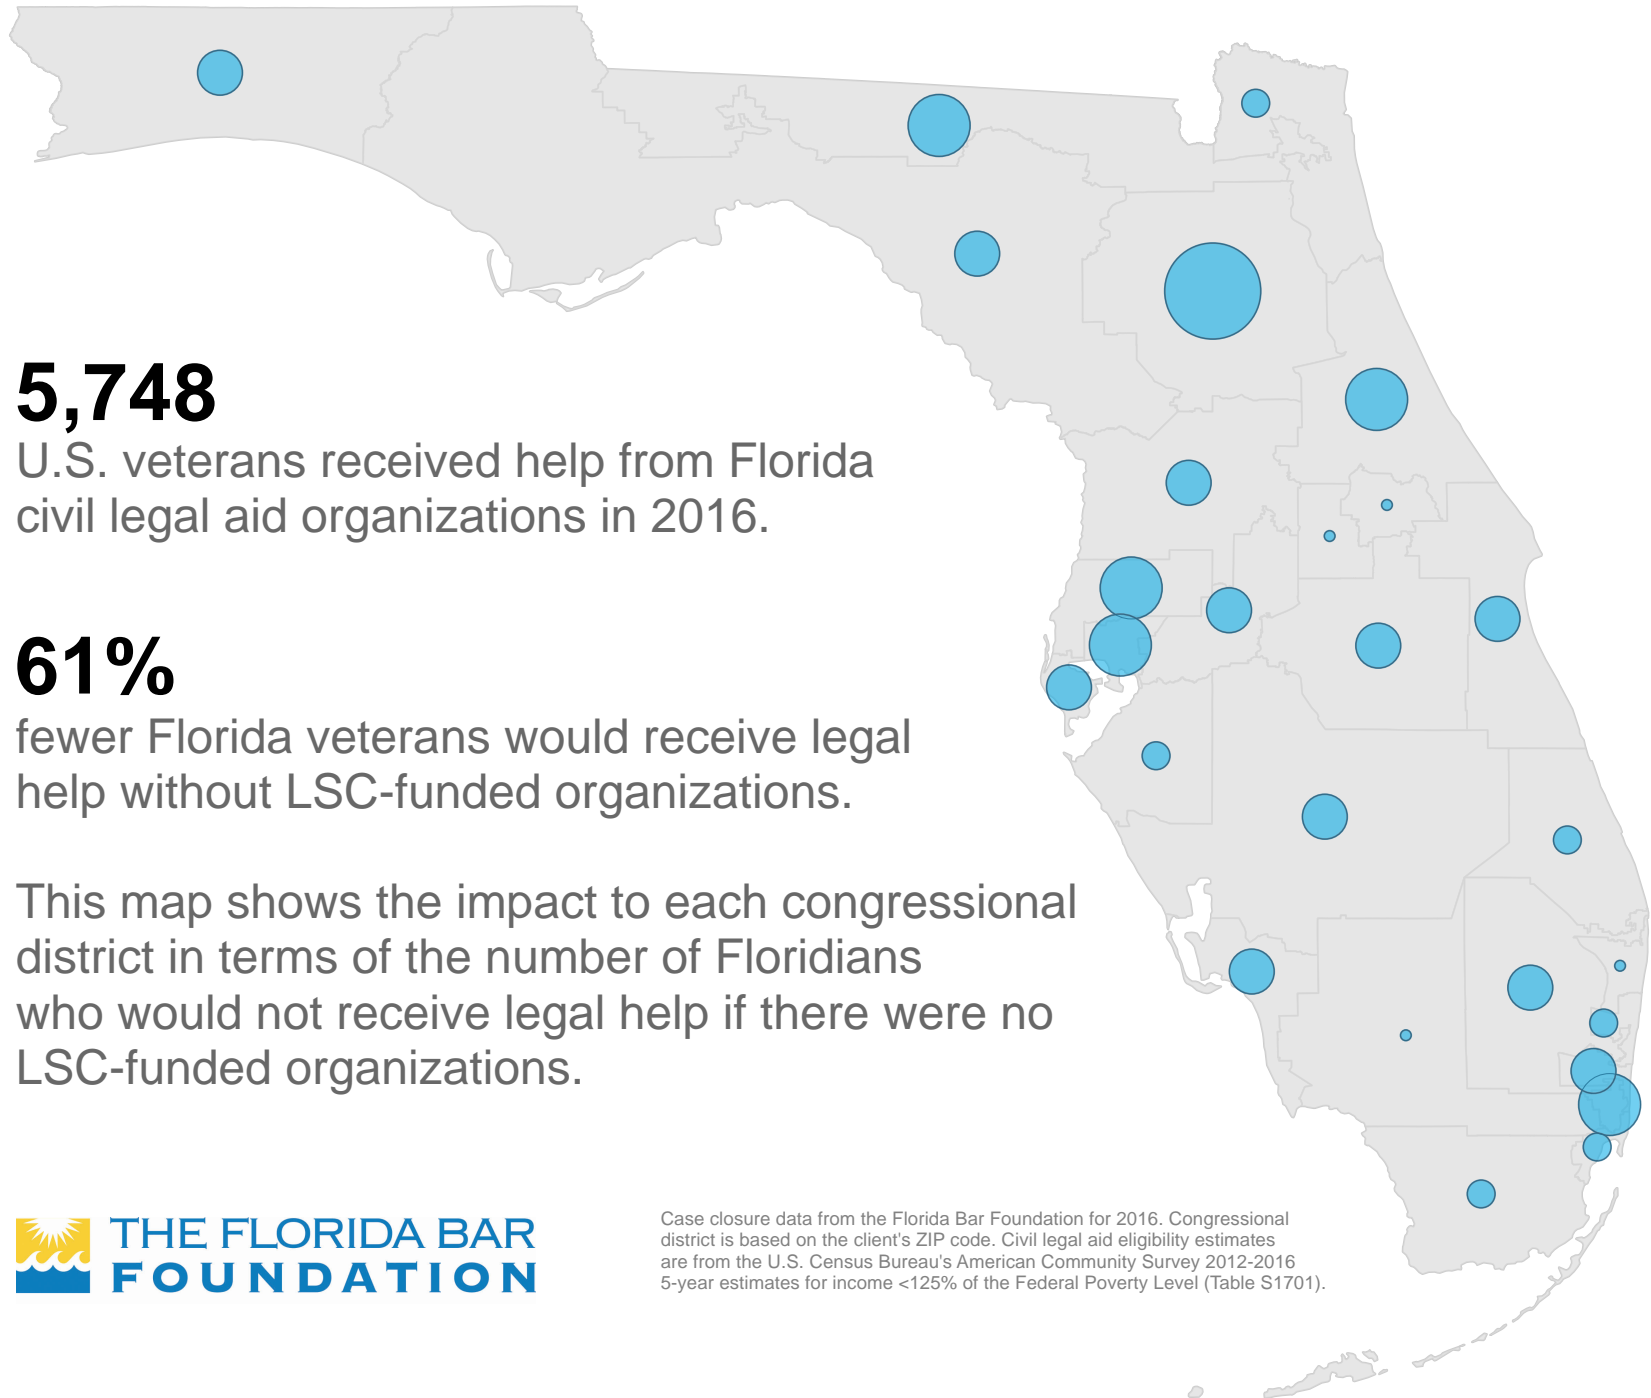 5,748
U.S. veterans received help from Florida
civil legal aid organizations in 2016.
61%
fewer Florida veterans would receive legal
help without LSC-funded organizations.
This map shows the impact to each congressional
district in terms of the number of Floridians
who would not receive legal help if there were no
LSC-funded organizations.
THE FLORIDA BAR
FOUNDATION
Case closure data from the Florida Bar Foundation for 2016. Congressional
district is based on the client's ZIP code. Civil legal aid eligibility estimates
are from the U.S. Census Bureau's American Community Survey 2012-2016
5-year estimates for income <125% of the Federal Poverty Level (Table S1701).